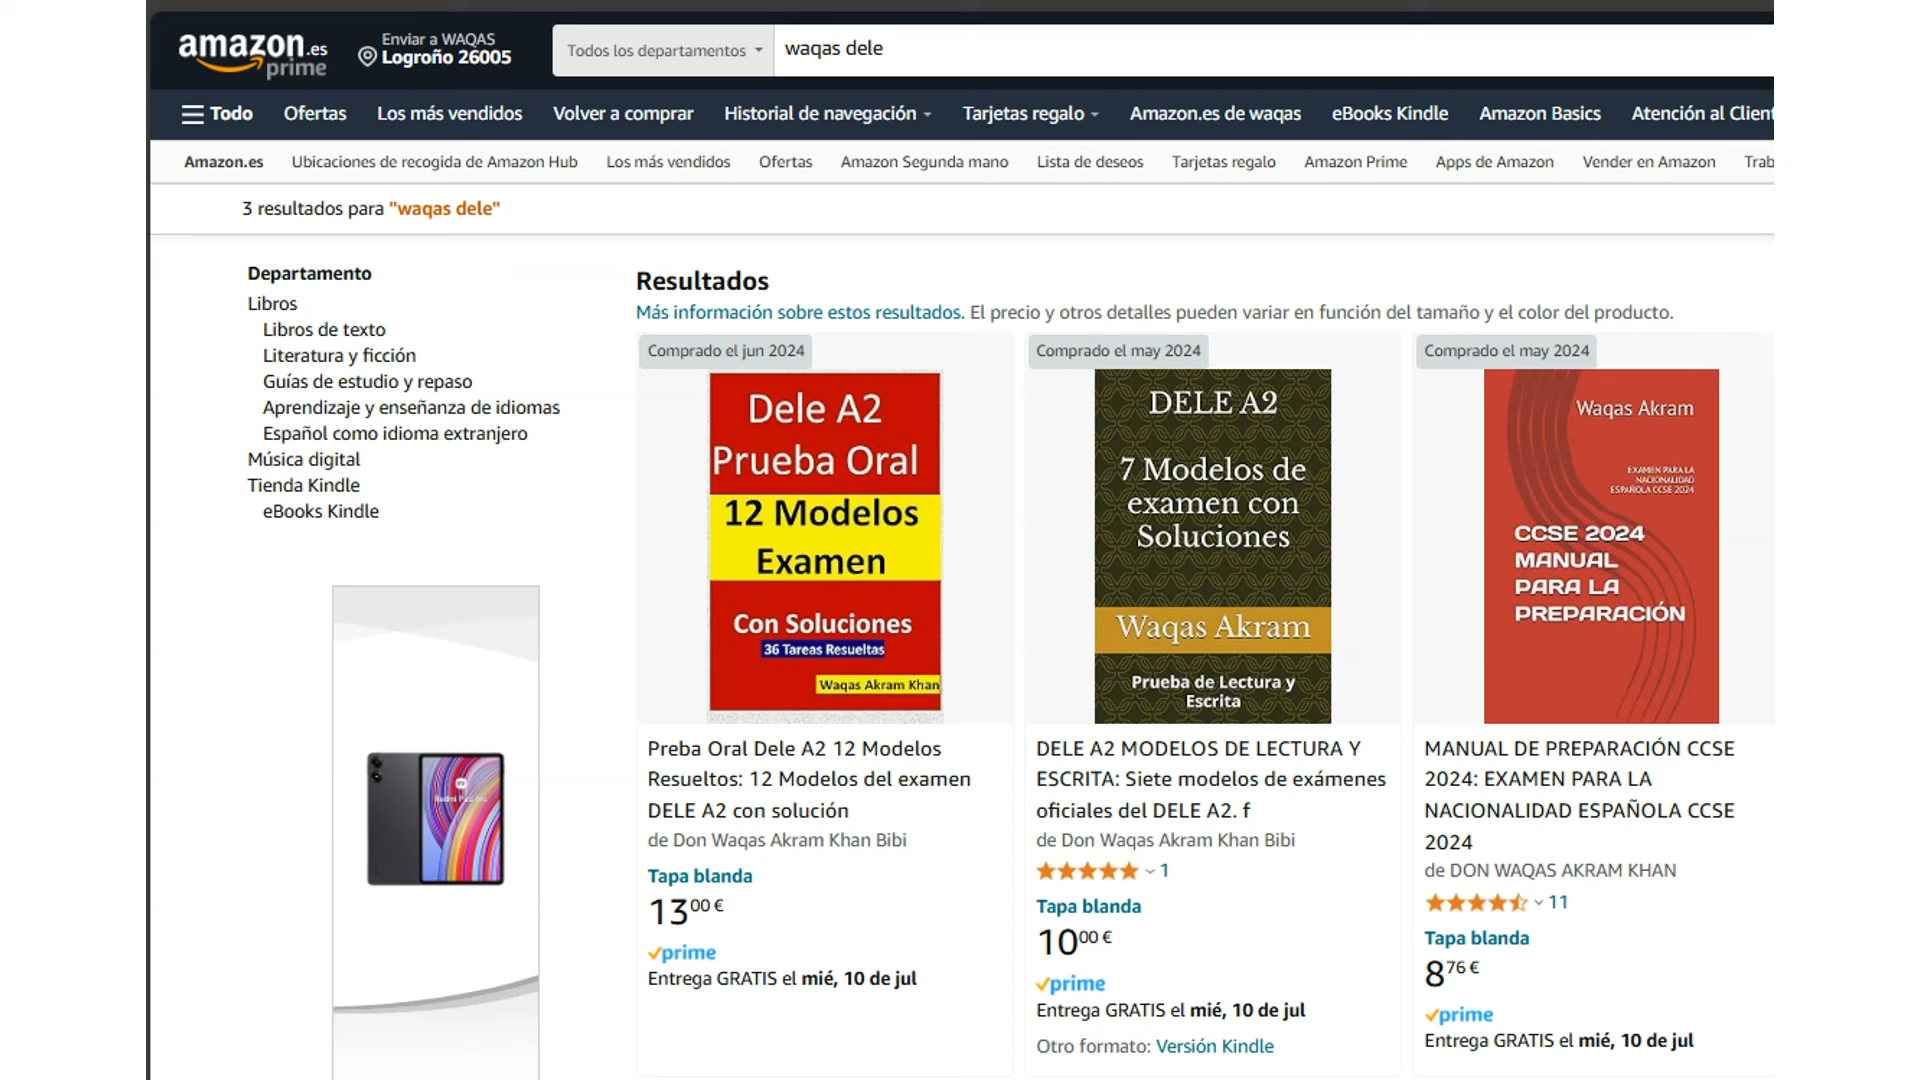 amazon.es
prime
Enviar a WAQAS
Logroño 26005
Todos los departamentos
waqas dele
Todo
Ofertas
Los más vendidos
Volver a comprar
Historial de navegación
Tarjetas regalo
Amazon.es de waqas
eBooks Kindle
Amazon Basics
Atención al Client
Amazon.es
Ubicaciones de recogida de Amazon Hub
Los más vendidos
Ofertas
Amazon Segunda mano
Lista de deseos
Tarjetas regalo
Amazon Prime
Apps de Amazon
Vender en Amazon
Trab
3 resultados para "waqas dele"
Departamento
Libros
Libros de texto
Literatura y ficción
Guías de estudio y repaso
Aprendizaje y enseñanza de idiomas
Español como idioma extranjero
Música digital
Tienda Kindle
eBooks Kindle
Resultados
Más información sobre estos resultados. El precio y otros detalles pueden variar en función del tamaño y el color del producto.
Comprado el jun 2024
Dele A2
Prueba Oral
12 Modelos
Examen
Con Soluciones
36 Tareas Resueltas
Waqas Akram Khan
Preba Oral Dele A2 12 Modelos
Resueltos: 12 Modelos del examen
DELE A2 con solución
de Don Waqas Akram Khan Bibi
Tapa blanda
13 00 €
prime
Entrega GRATIS el mié, 10 de jul
Comprado el may 2024
DELE A2
7 Modelos de
examen con
Soluciones
Waqas Akram
Prueba de Lectura y
Escrita
DELE A2 MODELOS DE LECTURA Y
ESCRITA: Siete modelos de exámenes
oficiales del DELE A2. f
de Don Waqas Akram Khan Bibi
1
Tapa blanda
10 00 €
prime
Entrega GRATIS el mié, 10 de jul
Otro formato: Versión Kindle
Comprado el may 2024
Waqas Akram
EXAMEN PARA LA
NACIONALIDAD
ESPAÑOLA CCSE 2024
CCSE 2024
MANUAL
PARA LA
PREPARACIÓN
MANUAL DE PREPARACIÓN CCSE
2024: EXAMEN PARA LA
NACIONALIDAD ESPAÑOLA CCSE
2024
de DON WAQAS AKRAM KHAN
11
Tapa blanda
8 76 €
prime
Entrega GRATIS el mié, 10 de jul